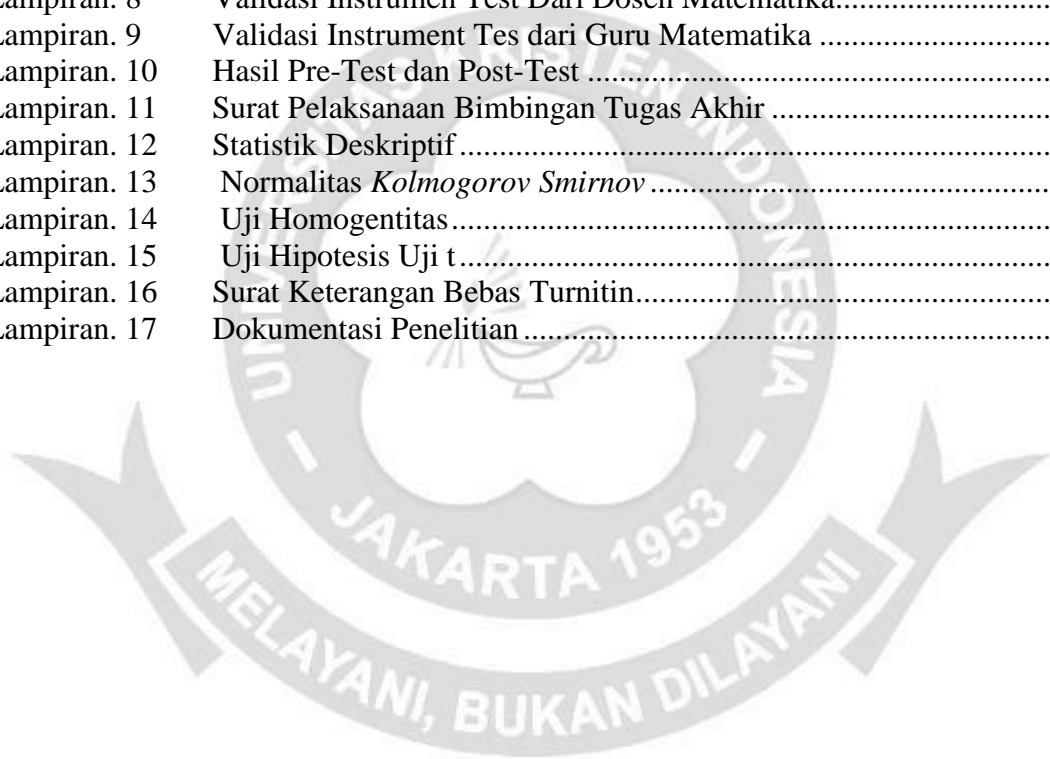 Lampiran. 8 Validasi Instrumen Test Dari Dosen Matematika
Lampiran. 9 Validasi Instrument Tes dari Guru Matematika
Lampiran. 10 Hasil Pre-Test dan Post-Test
Lampiran. 11 Surat Pelaksanaan Bimbingan Tugas Akhir
Lampiran. 12 Statistik Deskriptif
Lampiran. 13 Normalitas Kolmogorov Smirnov
Lampiran. 14 Uji Homogentitas
Lampiran. 15 Uji Hipotesis Uji t
Lampiran. 16 Surat Keterangan Bebas Turnitin
Lampiran. 17 Dokumentasi Penelitian
UNIVERSITAS KRISTEN INDONESIA
- JAKARTA 1953 -
MELAYANI, BUKAN DILAYANI